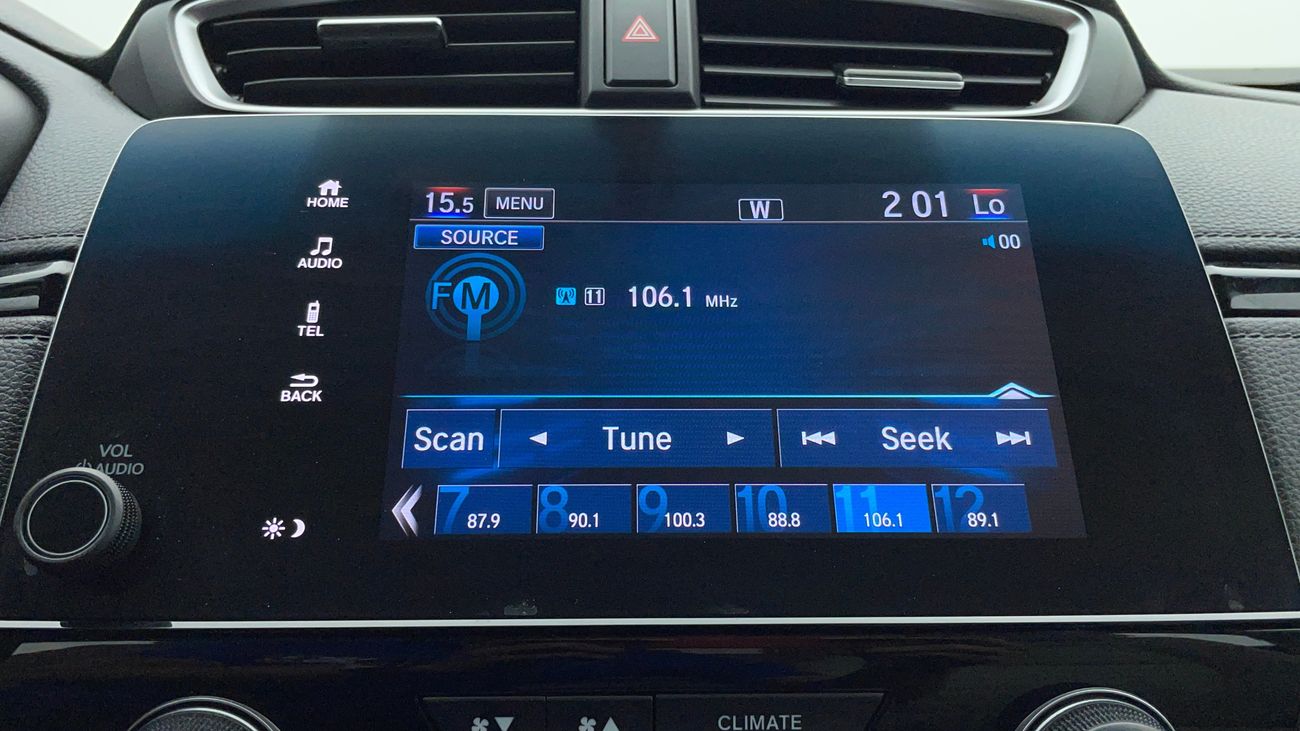 HOME
AUDIO
TEL
BACK
VOL
AUDIO
15.5 MENU W 2 01 Lo
SOURCE 00
FM 11 106.1 MHz
Scan Tune Seek
7 87.9 8 90.1 9 100.3 10 88.8 11 106.1 12 89.1
CLIMATE